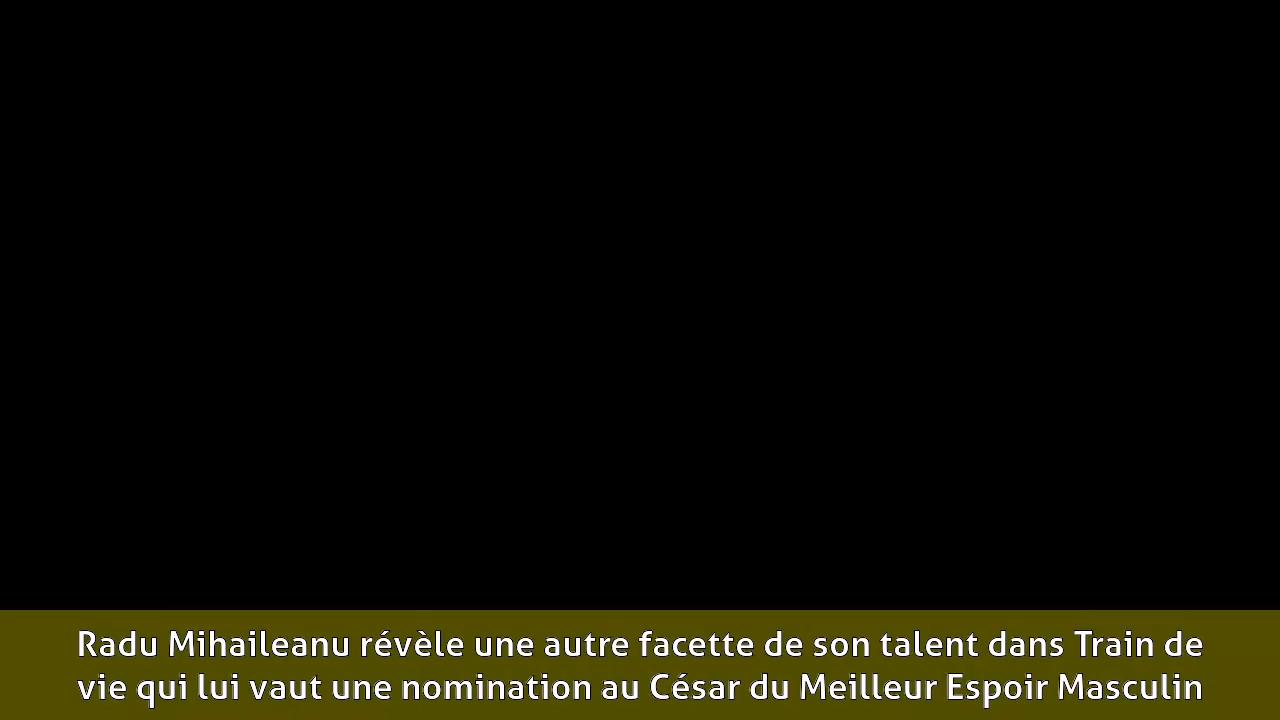 Radu Mihaileanu révèle une autre facette de son talent dans Train de
vie qui lui vaut une nomination au César du Meilleur Espoir Masculin